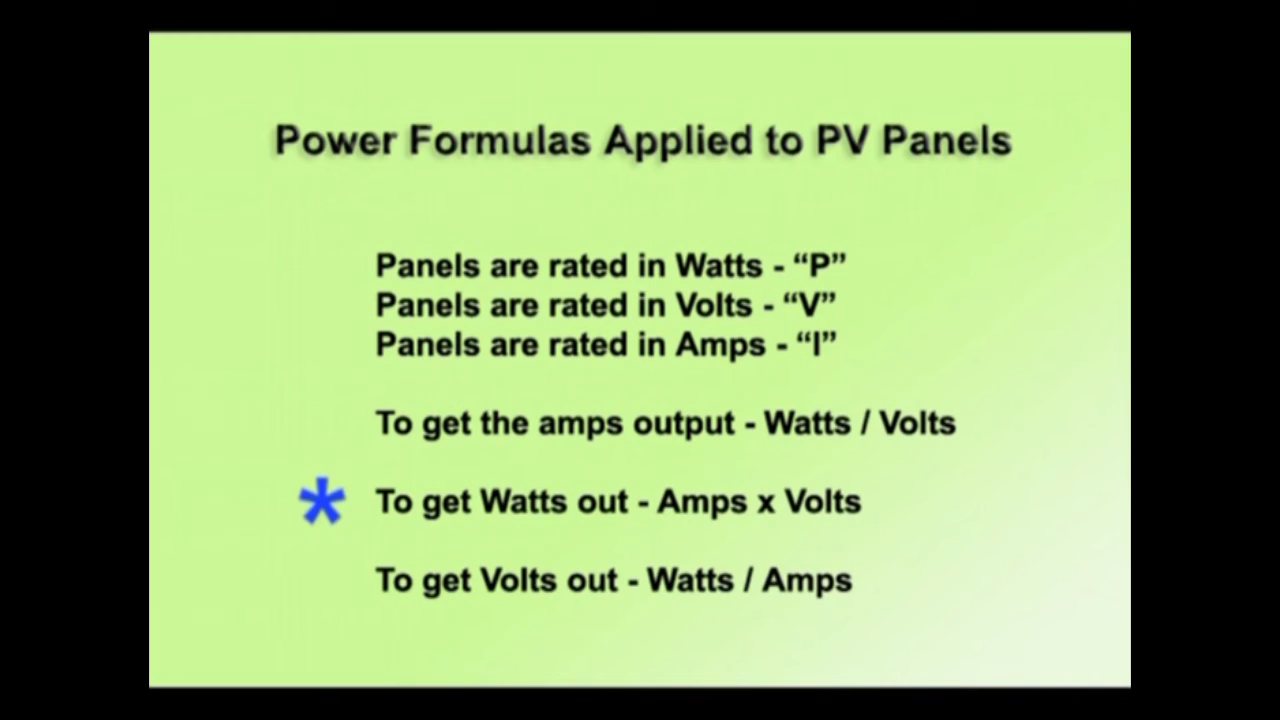 Power Formulas Applied to PV Panels
Panels are rated in Watts - “P”
Panels are rated in Volts - “V”
Panels are rated in Amps - “I”
To get the amps output - Watts / Volts
* To get Watts out - Amps x Volts
To get Volts out - Watts / Amps